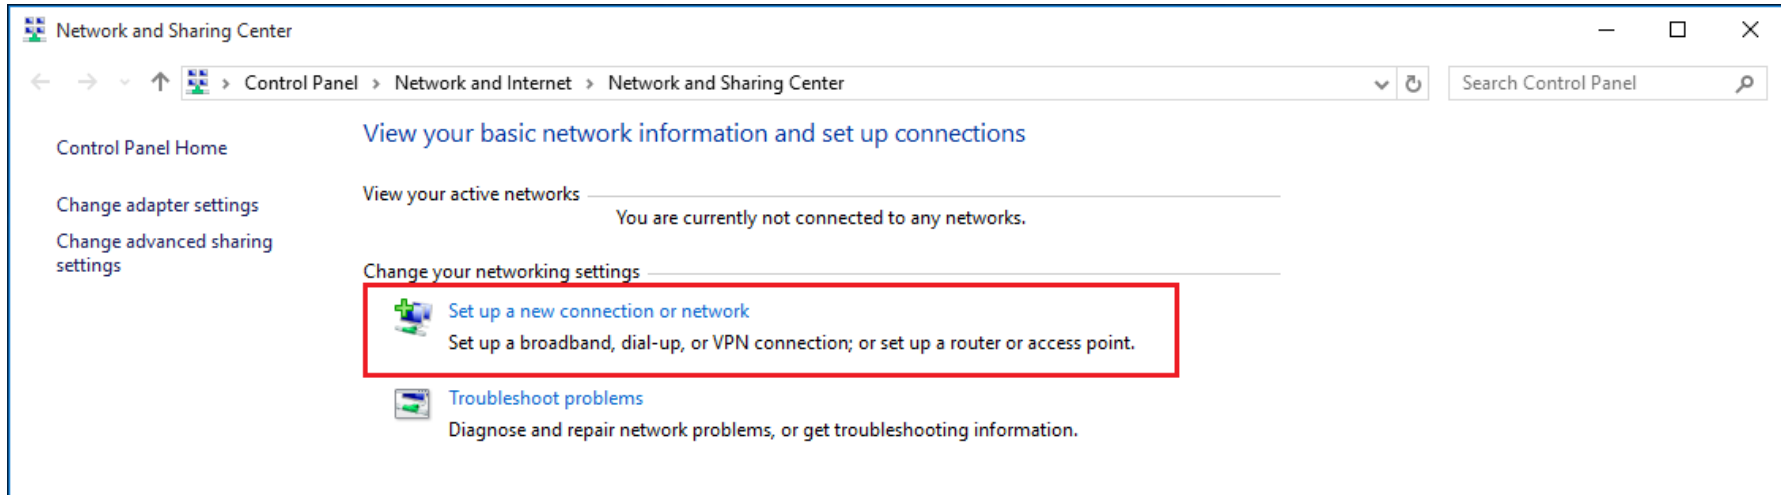 Network and Sharing Center
Control Panel > Network and Internet > Network and Sharing Center
Search Control Panel
Control Panel Home
Change adapter settings
Change advanced sharing
settings
View your basic network information and set up connections
View your active networks
You are currently not connected to any networks.
Change your networking settings
Set up a new connection or network
Set up a broadband, dial-up, or VPN connection; or set up a router or access point.
Troubleshoot problems
Diagnose and repair network problems, or get troubleshooting information.